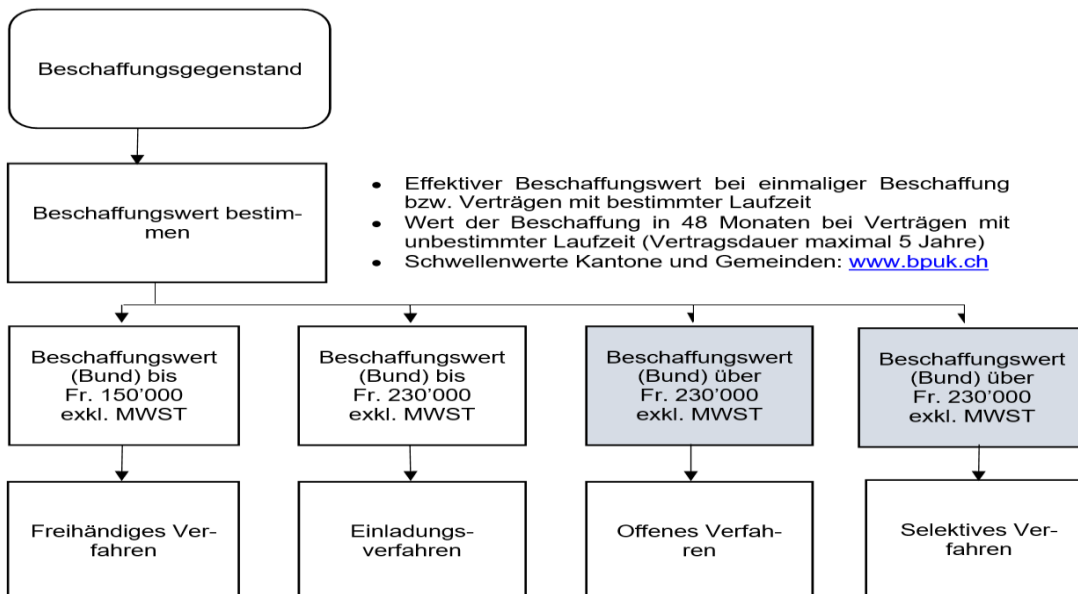 Beschaffungsgegenstand
Beschaffungswert bestim-
men
• Effektiver Beschaffungswert bei einmaliger Beschaffung
bzw. Verträgen mit bestimmter Laufzeit
• Wert der Beschaffung in 48 Monaten bei Verträgen mit
unbestimmter Laufzeit (Vertragsdauer maximal 5 Jahre)
• Schwellenwerte Kantone und Gemeinden: www.bpuk.ch
Beschaffungswert
(Bund) bis
Fr. 150’000
exkl. MWST
Beschaffungswert
(Bund) bis
Fr. 230’000
exkl. MWST
Beschaffungswert
(Bund) über
Fr. 230’000
exkl. MWST
Beschaffungswert
(Bund) über
Fr. 230’000
exkl. MWST
Freihändiges Ver-
fahren
Einladungs-
verfahren
Offenes Verfah-
ren
Selektives Ver-
fahren